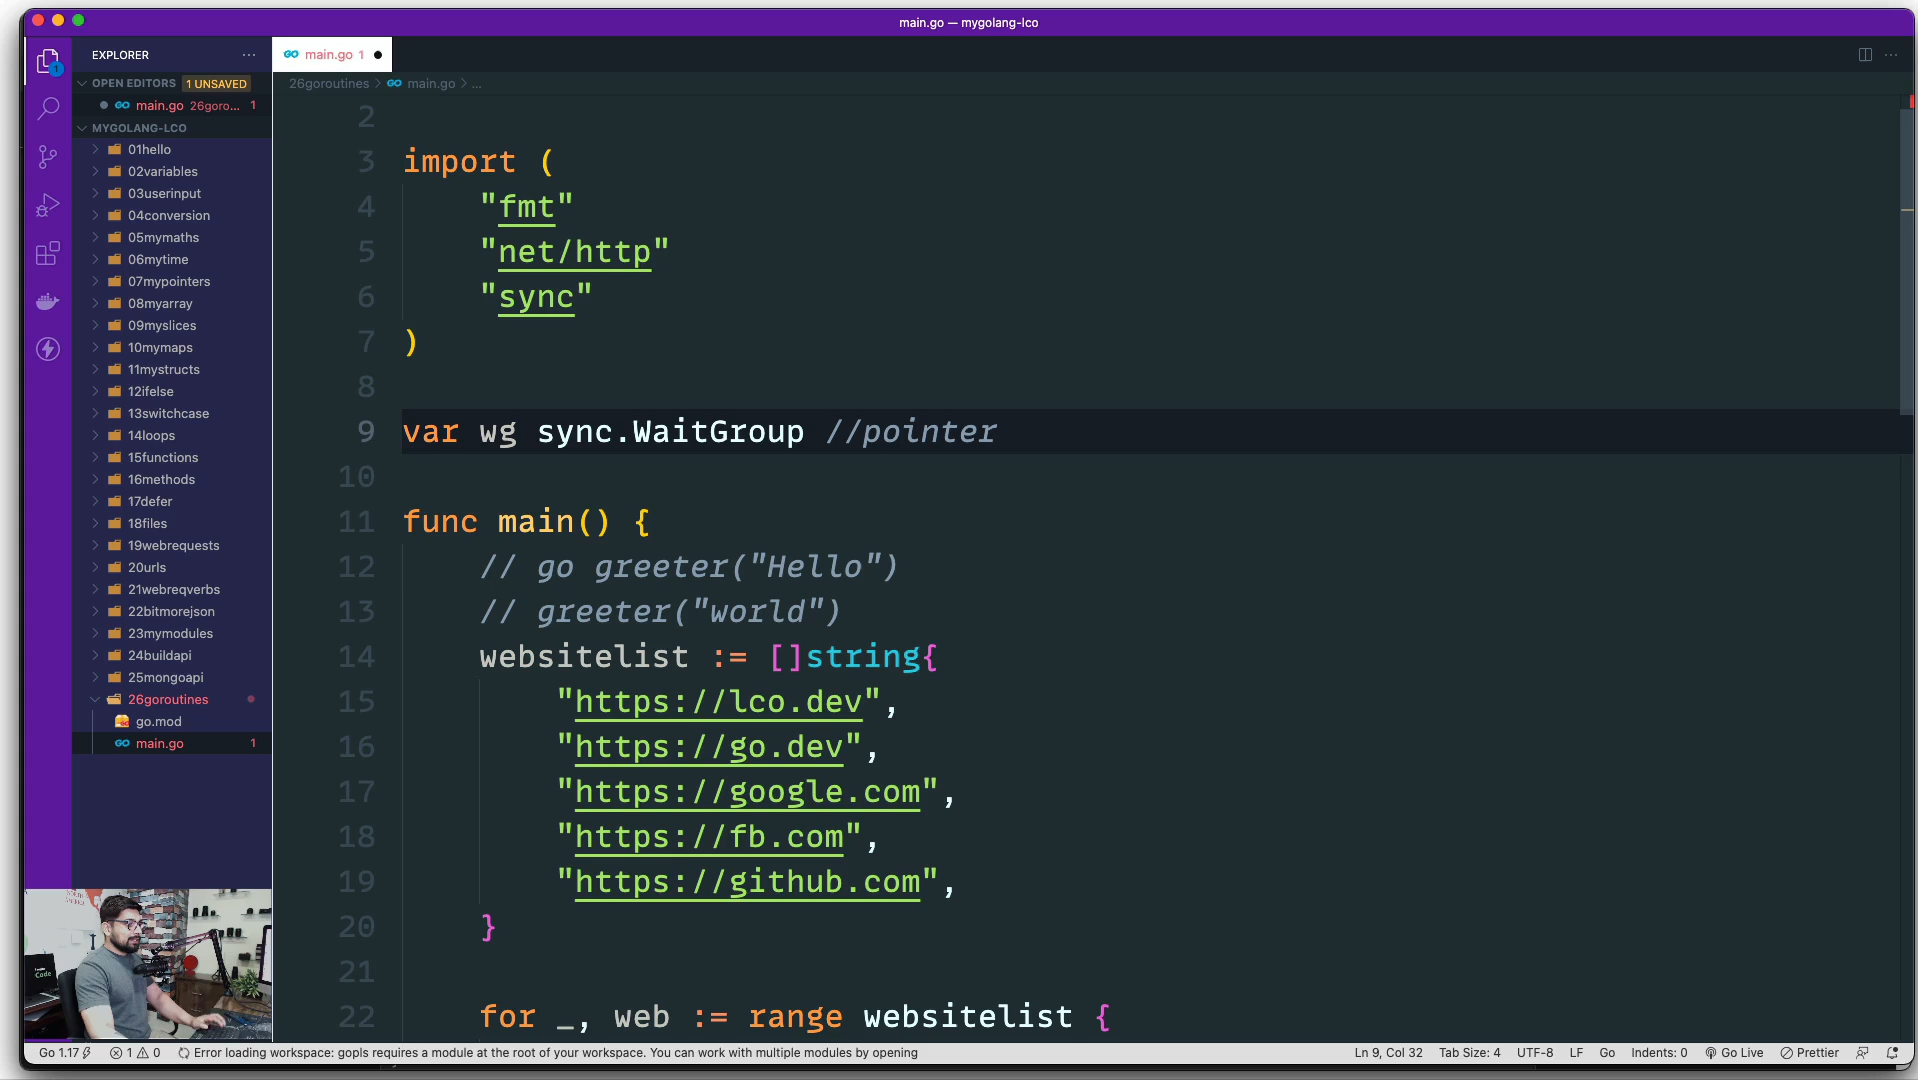 main.go — mygolang-lco
EXPLORER
OPEN EDITORS 1 UNSAVED
main.go 26goro... 1
MYGOLANG-LCO
01hello
02variables
03userinput
04conversion
05mymaths
06mytime
07mypointers
08myarray
09myslices
10mymaps
11mystructs
12ifelse
13switchcase
14loops
15functions
16methods
17defer
18files
19webrequests
20urls
21webreqverbs
22bitmorejson
23mymodules
24buildapi
25mongoapi
26goroutines
go.mod
main.go 1
main.go 1
26goroutines > main.go > ...
2
3 import (
4 "fmt"
5 "net/http"
6 "sync"
7 )
8
9 var wg sync.WaitGroup //pointer
10
11 func main() {
12 // go greeter("Hello")
13 // greeter("world")
14 websitelist := []string{
15 "https://lco.dev",
16 "https://go.dev",
17 "https://google.com",
18 "https://fb.com",
19 "https://github.com",
20 }
21
22 for _, web := range websitelist {
Go 1.17 1 0 Error loading workspace: gopls requires a module at the root of your workspace. You can work with multiple modules by opening Ln 9, Col 32 Tab Size: 4 UTF-8 LF Go Indents: 0 Go Live Prettier